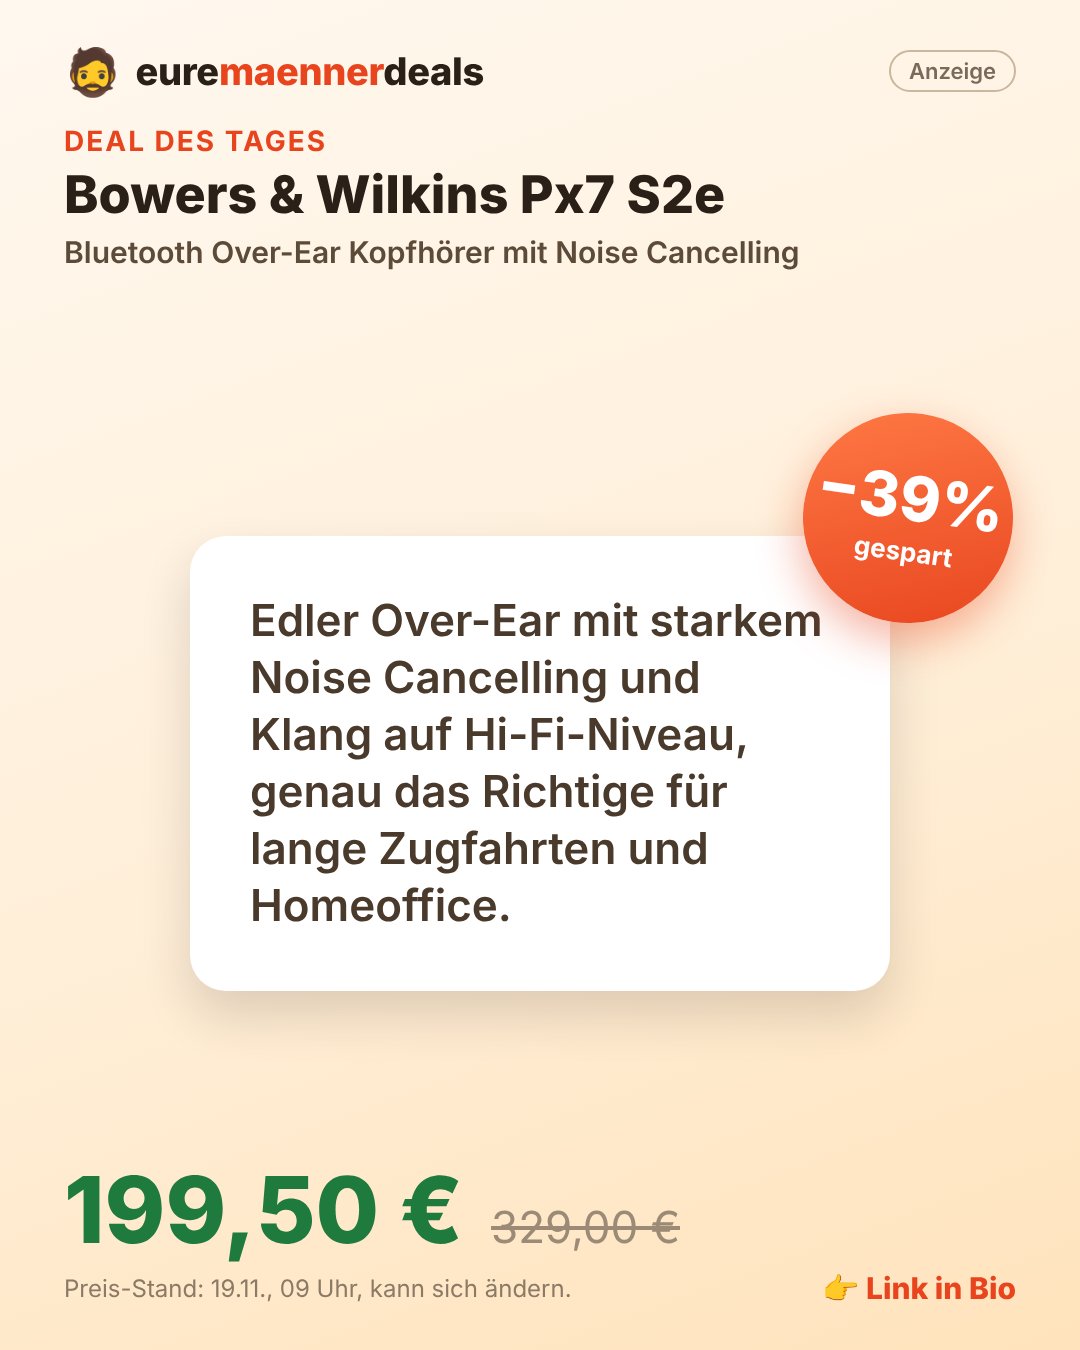 euremaennerdeals
Anzeige
DEAL DES TAGES
Bowers & Wilkins Px7 S2e
Bluetooth Over-Ear Kopfhörer mit Noise Cancelling
−39%
gespart
Edler Over-Ear mit starkem
Noise Cancelling und
Klang auf Hi-Fi-Niveau,
genau das Richtige für
lange Zugfahrten und
Homeoffice.
199,50 € 329,00 €
Preis-Stand: 19.11., 09 Uhr, kann sich ändern.
👉 Link in Bio